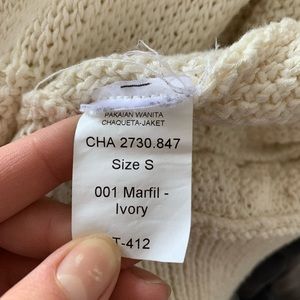 PAKAIAN WANITA
CHAQUETA-JAKET
CHA 2730.847
Size S
001 Marfil -
Ivory
T-412